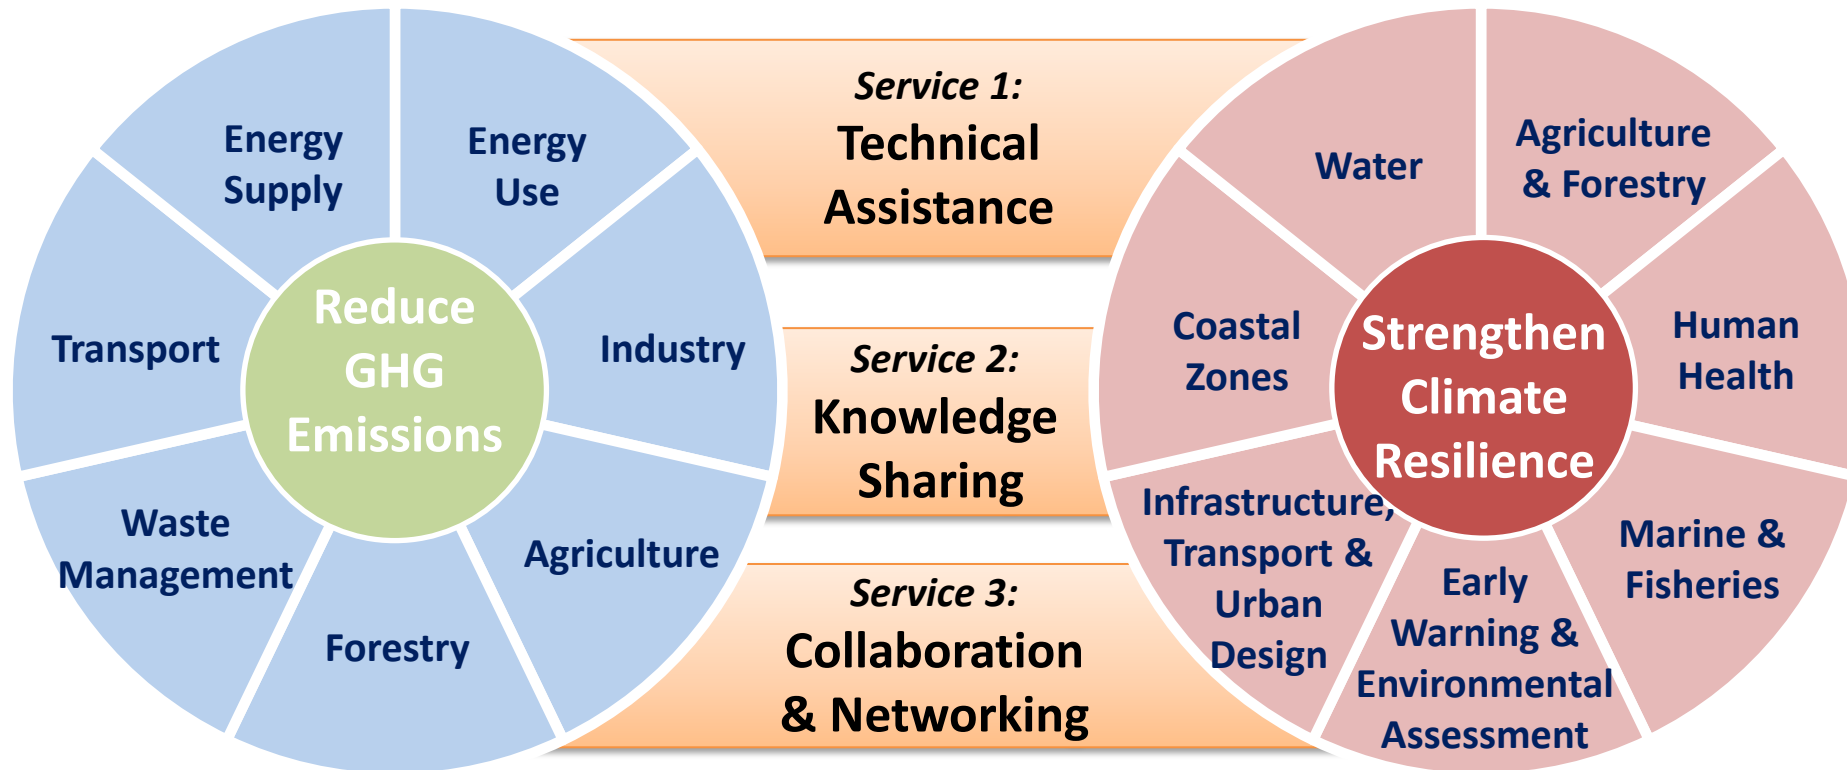 Energy
Supply
Energy
Use
Transport
Reduce
GHG
Emissions
Industry
Waste
Management
Agriculture
Forestry
Service 1:
Technical
Assistance
Service 2:
Knowledge
Sharing
Service 3:
Collaboration
& Networking
Water
Agriculture
& Forestry
Coastal
Zones
Strengthen
Climate
Resilience
Human
Health
Infrastructure,
Transport &
Urban
Design
Early
Warning &
Environmental
Assessment
Marine &
Fisheries